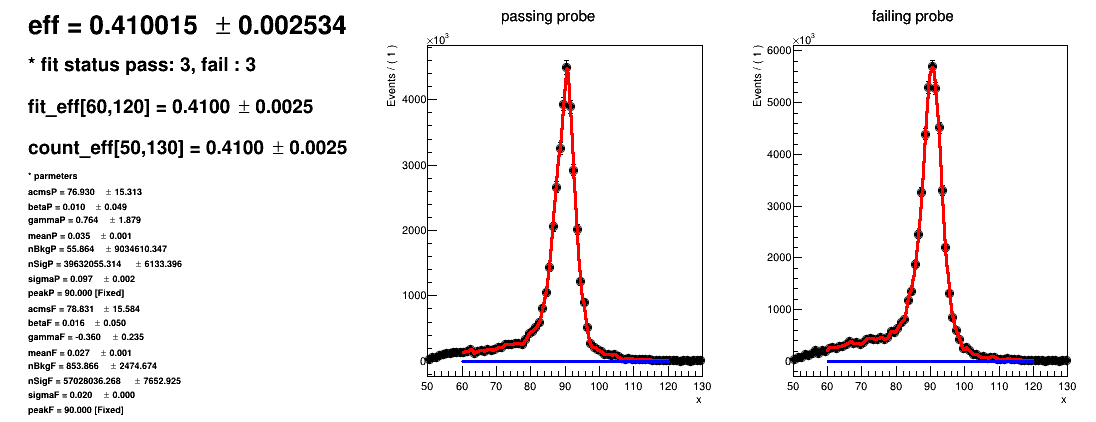 eff = 0.410015 ± 0.002534
* fit status pass: 3, fail : 3
fit_eff[60,120] = 0.4100 ± 0.0025
count_eff[50,130] = 0.4100 ± 0.0025
* parmeters
acmsP = 76.930 ± 15.313
betaP = 0.010 ± 0.049
gammaP = 0.764 ± 1.879
meanP = 0.035 ± 0.001
nBkgP = 55.864 ± 9034610.347
nSigP = 39632055.314 ± 6133.396
sigmaP = 0.097 ± 0.002
peakP = 90.000 [Fixed]
acmsF = 78.831 ± 15.584
betaF = 0.016 ± 0.050
gammaF = -0.360 ± 0.235
meanF = 0.027 ± 0.001
nBkgF = 853.866 ± 2474.674
nSigF = 57028036.268 ± 7652.925
sigmaF = 0.020 ± 0.000
peakF = 90.000 [Fixed]
passing probe
×10³
Events / ( 1 )
4000
3000
2000
1000
0
50 60 70 80 90 100 110 120 130
x
failing probe
×10³
Events / ( 1 )
6000
5000
4000
3000
2000
1000
0
50 60 70 80 90 100 110 120 130
x